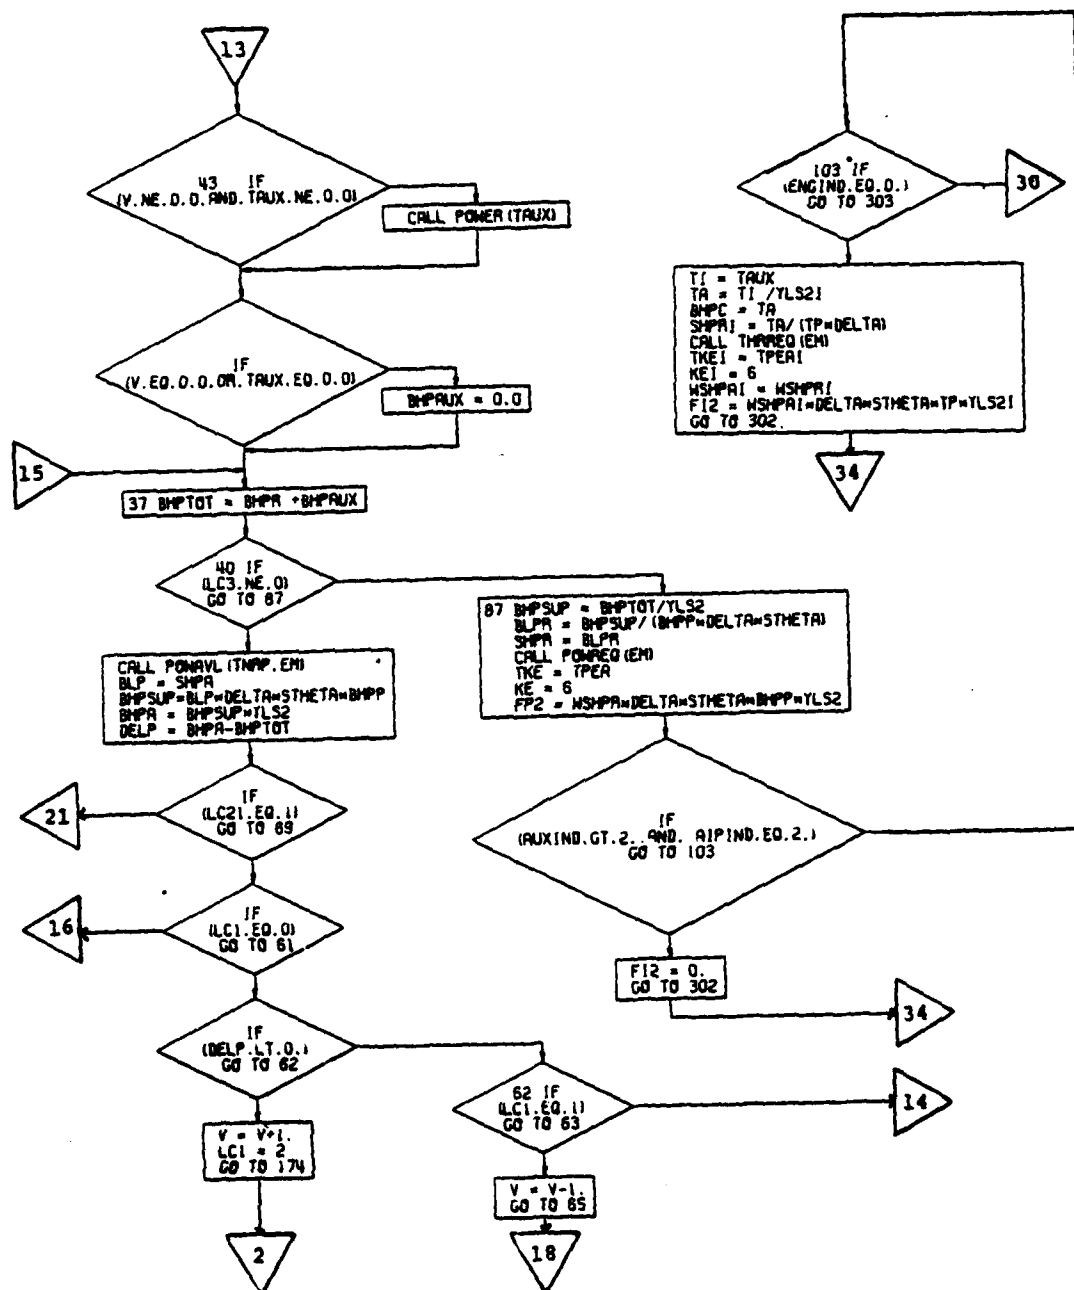 13
43 IF
(V.NE.0.0.AND.TAUX.NE.0.0)
CALL POWER(TAUX)
IF
(V.EQ.0.0.OR.TAUX.EQ.0.0)
BHPAUX = 0.0
15
37 BHPTOT = BHPR +BHPAUX
40 IF
(LC3.NE.0)
GO TO 87
CALL POWAVL(TNRP,EM)
BLP = SHPA
BHPSUP=BLP*DELTA*STHETA*BHPP
BHPA = BHPSUP*YLS2
DELP = BHPA-BHPTOT
IF
(LC21.EQ.1)
GO TO 69
21
IF
(LC1.EQ.0)
GO TO 61
16
IF
(DELP.LT.0.)
GO TO 62
V = V+1.
LC1 = 2
GO TO 174
2
62 IF
(LC1.EQ.1)
GO TO 63
14
V = V-1.
GO TO 65
18
87 BHPSUP = BHPTOT/YLS2
BLPR = BHPSUP/(BHPP*DELTA*STHETA)
SHPR = BLPR
CALL POWREQ(EM)
TKE = TPER
KE = 6
FP2 = WSHPR*DELTA*STHETA*BHPP*YLS2
IF
(AUXIND.GT.2..AND. AIPIND.EQ.2.)
GO TO 103
FI2 = 0.
GO TO 302
34
103 IF
(ENGIND.EQ.0.)
GO TO 303
30
TI = TAUX
TA = TI /YLS2I
BHPC = TA
SHPRI = TA/(TP*DELTA)
CALL THRREQ(EM)
TKEI = TPERI
KEI = 6
WSHPRI = WSHPRI
FI2 = WSHPRI*DELTA*STHETA*TP*YLS2I
GO TO 302.
34